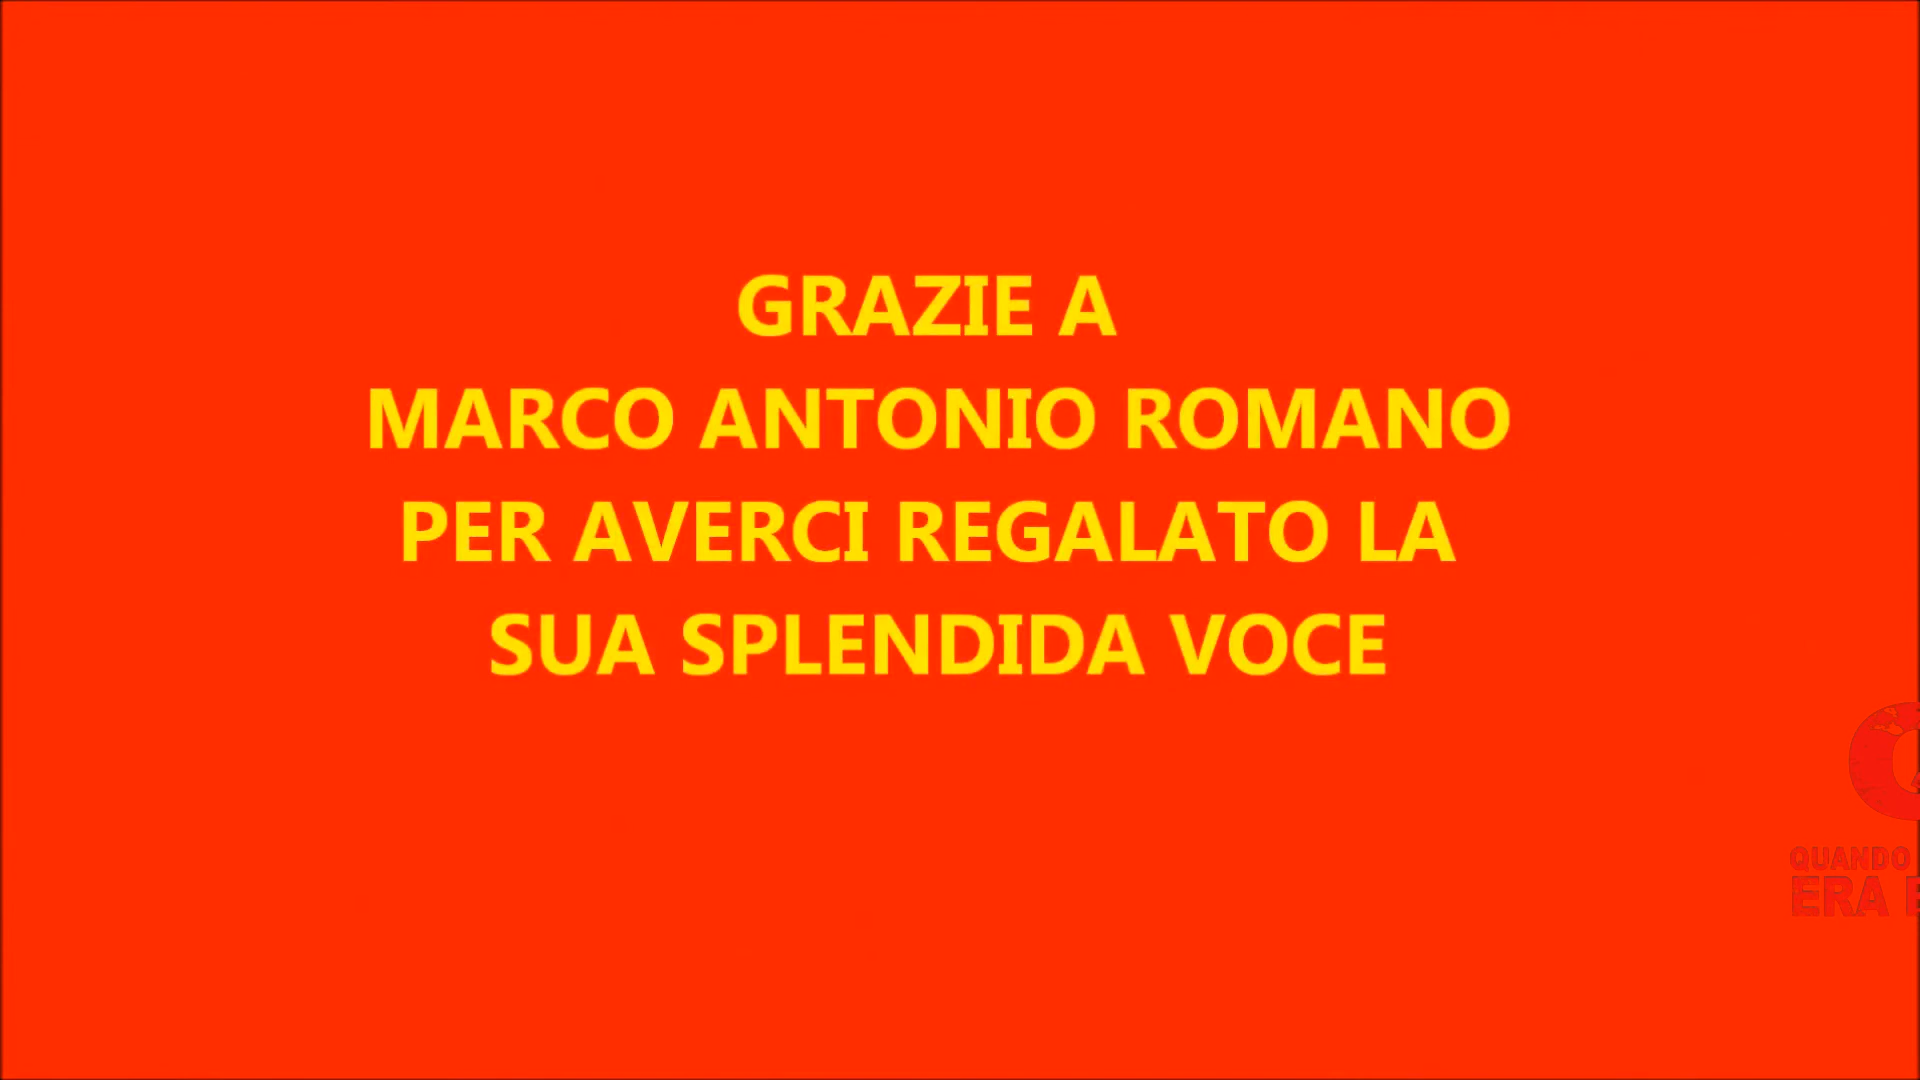 GRAZIE A
MARCO ANTONIO ROMANO
PER AVERCI REGALATO LA
SUA SPLENDIDA VOCE
QUANDO
ERA